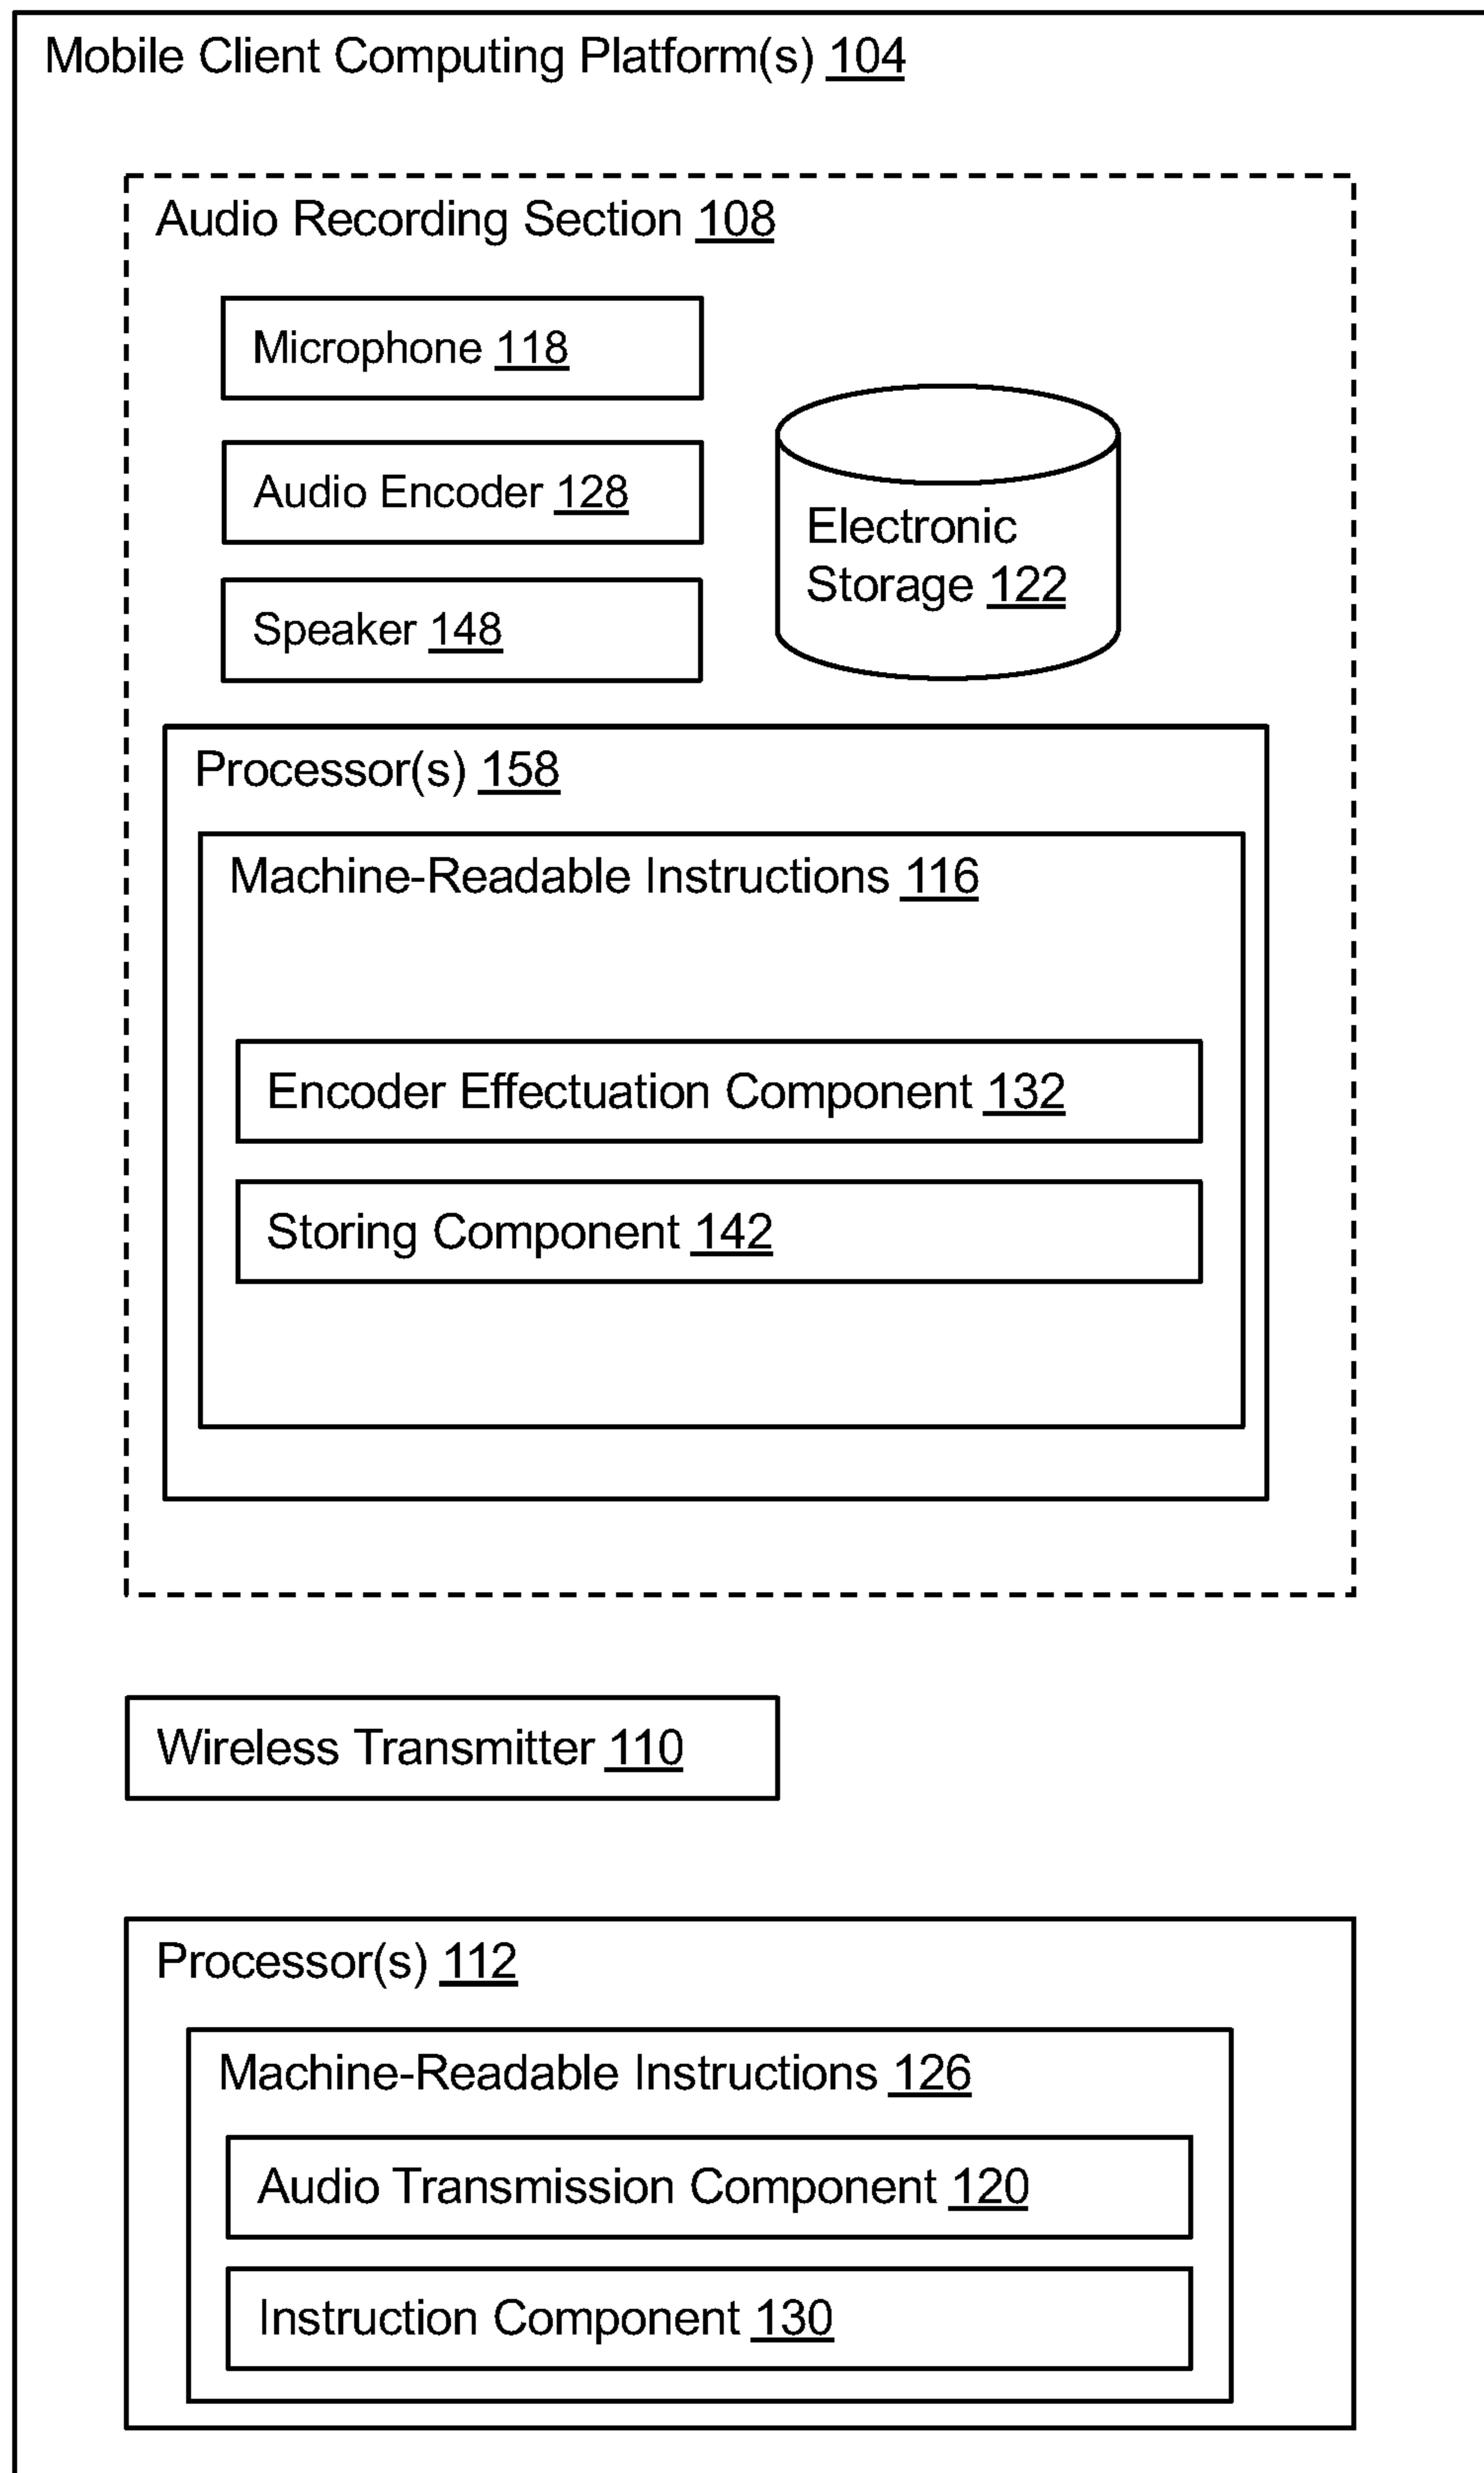 Mobile Client Computing Platform(s) 104
Audio Recording Section 108
Microphone 118
Audio Encoder 128
Speaker 148
Electronic
Storage 122
Processor(s) 158
Machine-Readable Instructions 116
Encoder Effectuation Component 132
Storing Component 142
Wireless Transmitter 110
Processor(s) 112
Machine-Readable Instructions 126
Audio Transmission Component 120
Instruction Component 130